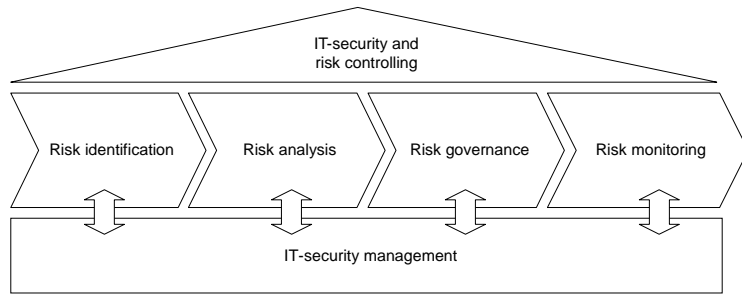 IT-security and
risk controlling
Risk identification
Risk analysis
Risk governance
Risk monitoring
IT-security management